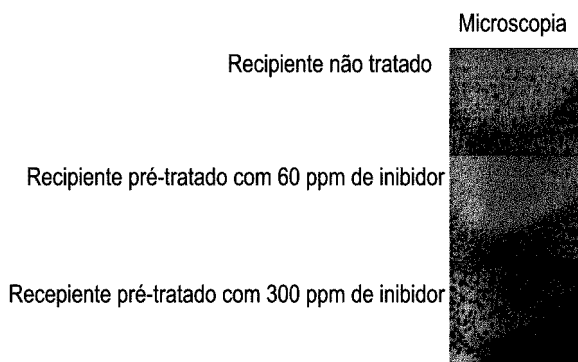 Microscopia
Recipiente não tratado
Recipiente pré-tratado com 60 ppm de inibidor
Recepiente pré-tratado com 300 ppm de inibidor